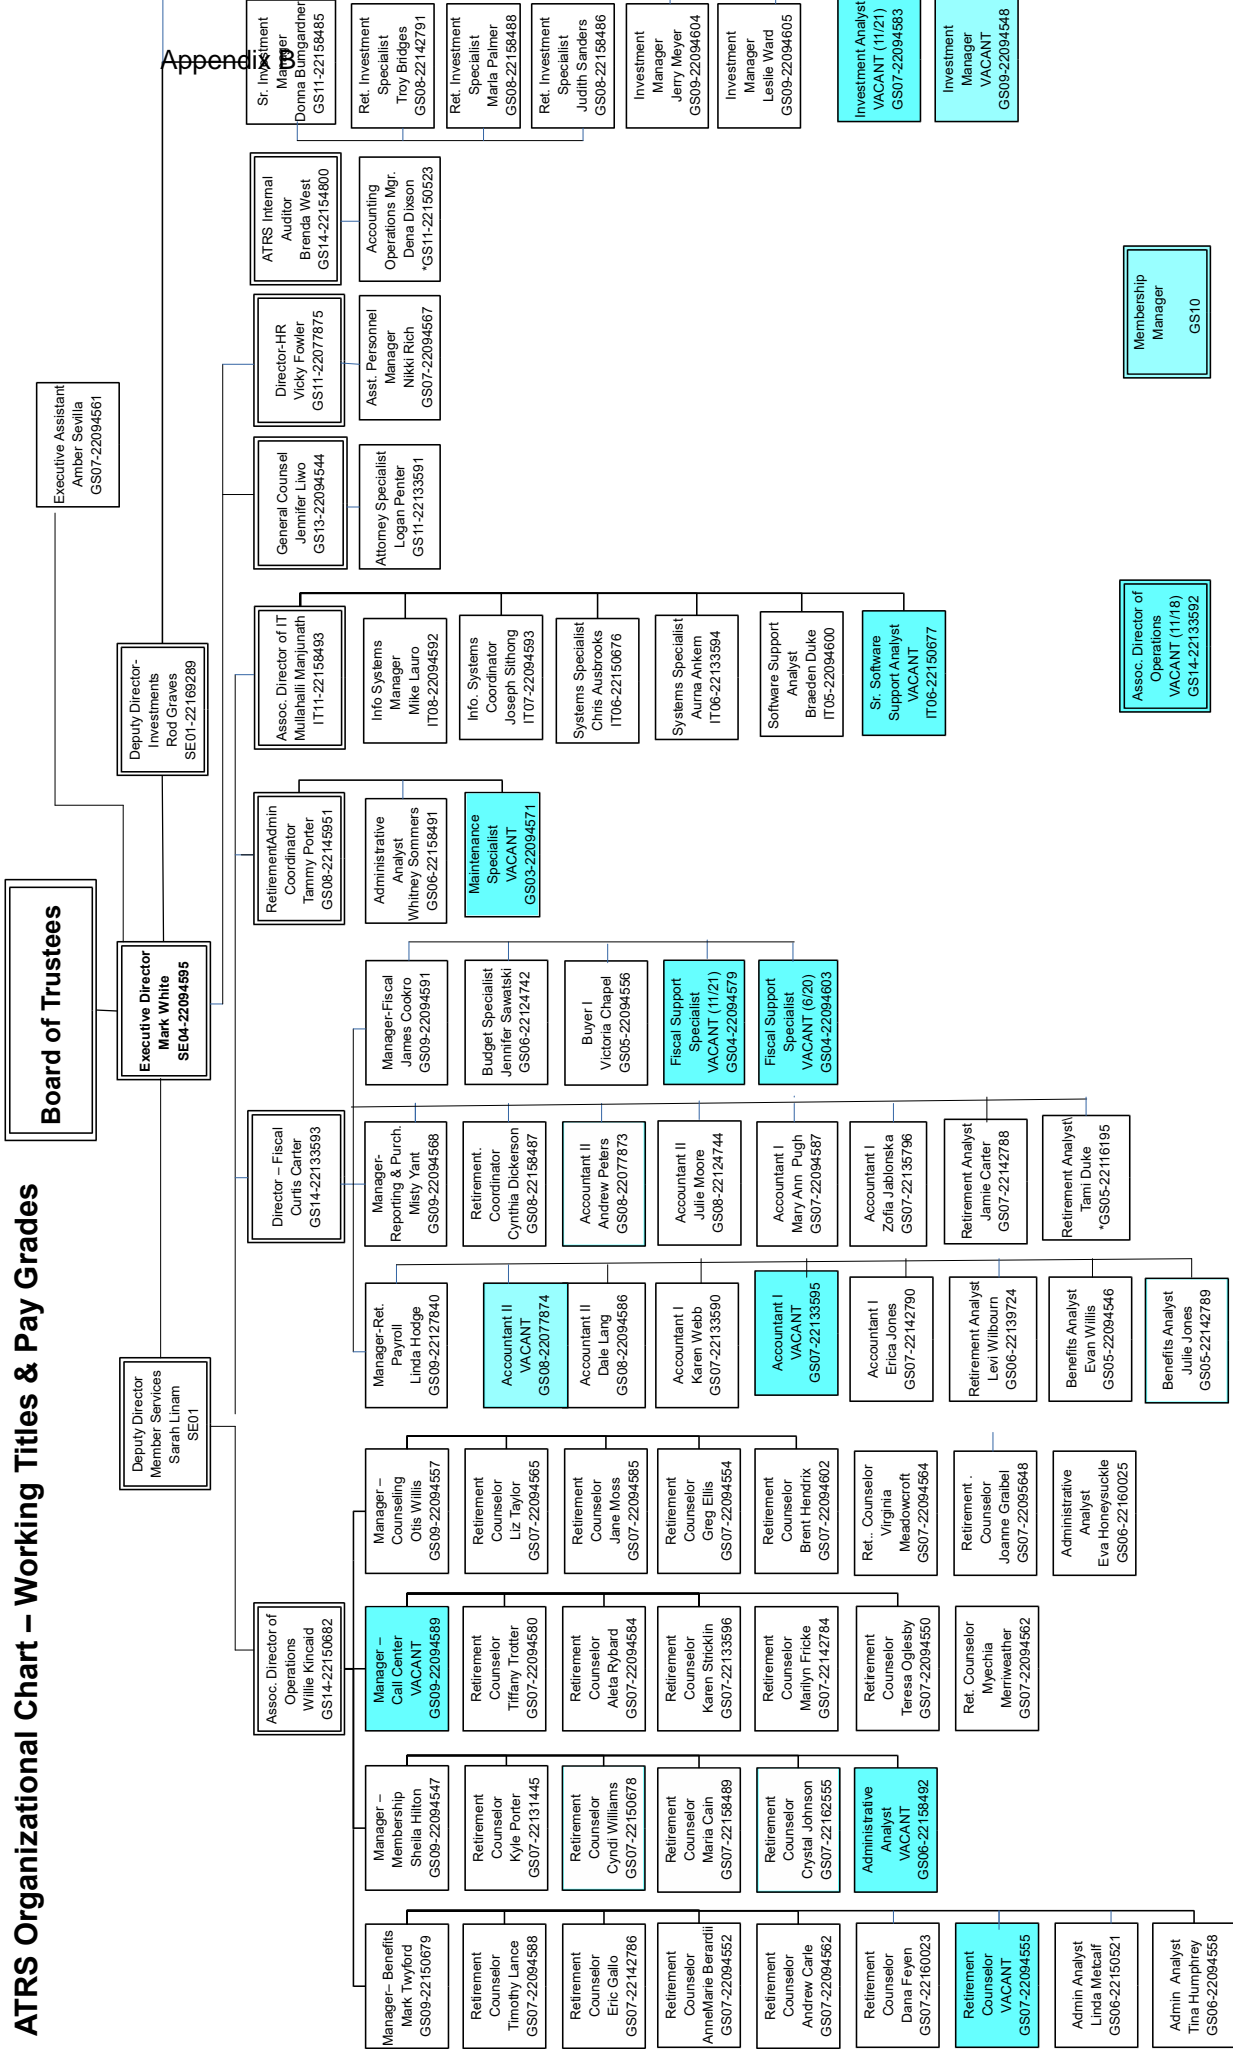 ATRS Organizational Chart – Working Titles & Pay Grades
Appendix B
Board of Trustees
Executive Director
Mark White
SE04-22094595
Executive Assistant
Amber Sevilla
GS07-22094561
Deputy Director
Member Services
Sarah Linam
SE01
Deputy Director-
Investments
Rod Graves
SE01-22169289
Assoc. Director of
Operations
Willie Kincaid
GS14-22150682
Director – Fiscal
Curtis Carter
GS14-22133593
RetirementAdmin
Coordinator
Tammy Porter
GS08-22145951
Assoc. Director of IT
Mullahalli Manjunath
IT11-22158493
General Counsel
Jennifer Liwo
GS13-22094544
Director-HR
Vicky Fowler
GS11-22077875
ATRS Internal
Auditor
Brenda West
GS14-22154800
Sr. Investment
Manager
Donna Bumgardner
GS11-22158485
Manager– Benefits
Mark Twyford
GS09-22150679
Retirement
Counselor
Timothy Lance
GS07-22094588
Retirement
Counselor
Eric Gallo
GS07-22142786
Retirement
Counselor
AnneMarie Berardii
GS07-22094552
Retirement
Counselor
Andrew Carle
GS07-22094562
Retirement
Counselor
Dana Feyen
GS07-22160023
Retirement
Counselor
VACANT
GS07-22094555
Admin Analyst
Linda Metcalf
GS06-22150521
Admin Analyst
Tina Humphrey
GS06-22094558
Manager –
Membership
Sheila Hilton
GS09-22094547
Retirement
Counselor
Kyle Porter
GS07-22131445
Retirement
Counselor
Cyndi Williams
GS07-22150678
Retirement
Counselor
Maria Cain
GS07-22158489
Retirement
Counselor
Crystal Johnson
GS07-22162555
Administrative
Analyst
VACANT
GS06-22158492
Manager –
Call Center
VACANT
GS09-22094589
Retirement
Counselor
Tiffany Trotter
GS07-22094580
Retirement
Counselor
Aleta Rybard
GS07-22094584
Retirement
Counselor
Karen Stricklin
GS07-22133596
Retirement
Counselor
Marilyn Fricke
GS07-22142784
Retirement
Counselor
Teresa Oglesby
GS07-22094550
Ret. Counselor
Myechia
Merriweather
GS07-22094562
Manager –
Counseling
Otis Willis
GS09-22094557
Retirement
Counselor
Liz Taylor
GS07-22094565
Retirement
Counselor
Jane Moss
GS07-22094585
Retirement
Counselor
Greg Ellis
GS07-22094554
Retirement
Counselor
Brent Hendrix
GS07-22094602
Ret.. Counselor
Virginia
Meadowcroft
GS07-22094564
Retirement .
Counselor
Joanne Graibel
GS07-22095648
Administrative
Analyst
Eva Honeysuckle
GS06-22160025
Manager-Ret.
Payroll
Linda Hodge
GS09-22127840
Accountant II
VACANT
GS08-22077874
Accountant II
Dale Lang
GS08-22094586
Accountant I
Karen Webb
GS07-22133590
Accountant I
VACANT
GS07-22133595
Accountant I
Erica Jones
GS07-22142790
Retirement Analyst
Levi Wilbourn
GS06-22139724
Benefits Analyst
Evan Willis
GS05-22094546
Benefits Analyst
Julie Jones
GS05-22142789
Manager-
Reporting & Purch.
Misty Yant
GS09-22094568
Retirement.
Coordinator
Cynthia Dickerson
GS08-22158487
Accountant II
Andrew Peters
GS08-22077873
Accountant II
Julie Moore
GS08-22124744
Accountant I
Mary Ann Pugh
GS07-22094587
Accountant I
Zofia Jablonska
GS07-22135796
Retirement Analyst
Jamie Carter
GS07-22142788
Retirement Analyst\
Tami Duke
*GS05-22116195
Manager-Fiscal
James Cookro
GS09-22094591
Budget Specialist
Jennifer Sawatski
GS06-22124742
Buyer I
Victoria Chapel
GS05-22094556
Fiscal Support
Specialist
VACANT (11/21)
GS04-22094579
Fiscal Support
Specialist
VACANT (6/20)
GS04-22094603
Administrative
Analyst
Whitney Sommers
GS06-22158491
Maintenance
Specialist
VACANT
GS03-22094571
Info Systems
Manager
Mike Lauro
IT08-22094592
Info. Systems
Coordinator
Joseph Sithong
IT07-22094593
Systems Specialist
Chris Ausbrooks
IT06-22150676
Systems Specialist
Aurna Ankem
IT06-22133594
Software Support
Analyst
Braeden Duke
IT05-22094600
Sr. Software
Support Analyst
VACANT
IT06-22150677
Attorney Specialist
Logan Penter
GS11-22133591
Asst. Personnel
Manager
Nikki Rich
GS07-22094567
Accounting
Operations Mgr.
Dena Dixson
*GS11-22150523
Ret. Investment
Specialist
Troy Bridges
GS08-22142791
Ret. Investment
Specialist
Marla Palmer
GS08-22158488
Ret. Investment
Specialist
Judith Sanders
GS08-22158486
Investment
Manager
Jerry Meyer
GS09-22094604
Investment
Manager
Leslie Ward
GS09-22094605
Investment Analyst
VACANT (11/21)
GS07-22094583
Investment
Manager
VACANT
GS09-22094548
Assoc. Director of
Operations
VACANT (11/18)
GS14-22133592
Membership
Manager
GS10